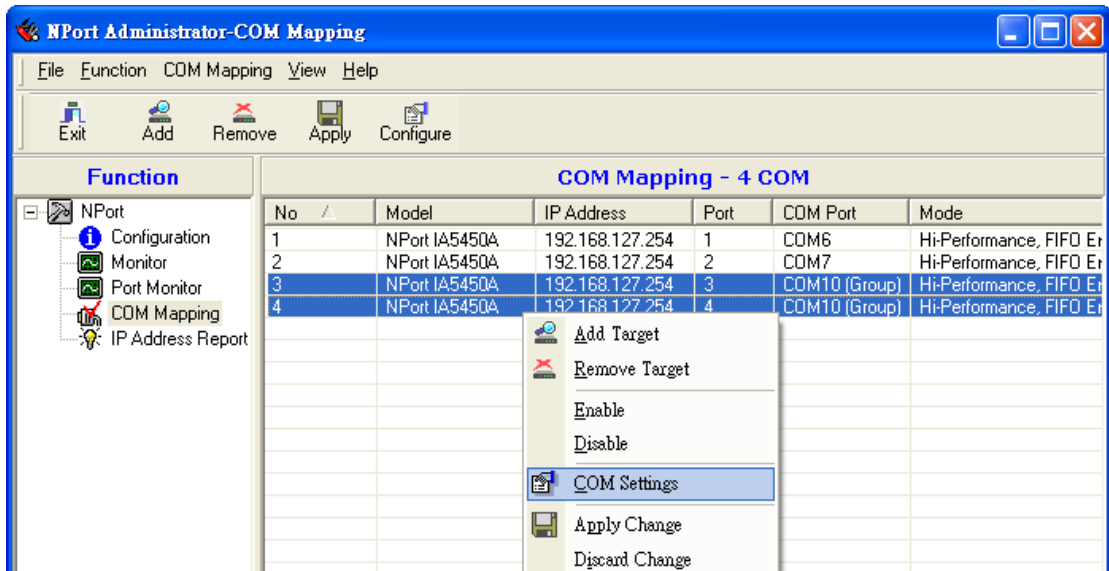 NPort Administrator-COM Mapping
File Function COM Mapping View Help
Exit Add Remove Apply Configure
Function
COM Mapping - 4 COM
NPort
Configuration
Monitor
Port Monitor
COM Mapping
IP Address Report
No Model IP Address Port COM Port Mode
1 NPort IA5450A 192.168.127.254 1 COM6 Hi-Performance, FIFO Er
2 NPort IA5450A 192.168.127.254 2 COM7 Hi-Performance, FIFO Er
3 NPort IA5450A 192.168.127.254 3 COM10 (Group) Hi-Performance, FIFO Er
4 NPort IA5450A 192.168.127.254 4 COM10 (Group) Hi-Performance, FIFO Er
Add Target
Remove Target
Enable
Disable
COM Settings
Apply Change
Discard Change